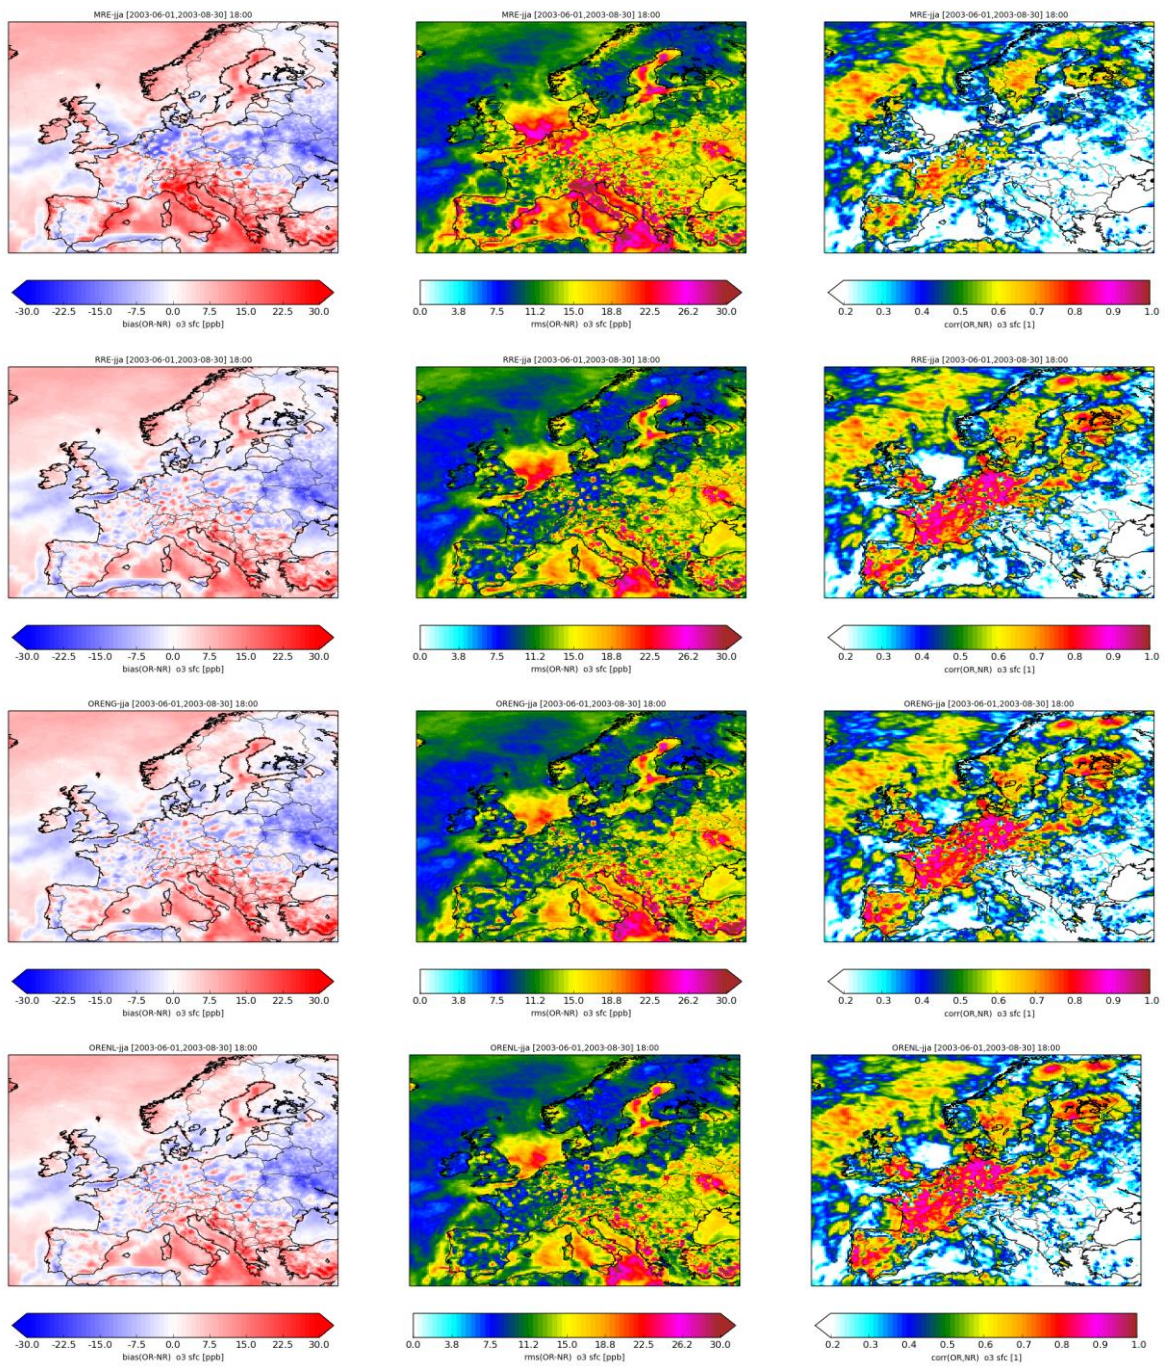 MRE-jja [2003-06-01,2003-08-30] 18:00
MRE-jja [2003-06-01,2003-08-30] 18:00
MRE-jja [2003-06-01,2003-08-30] 18:00
-30.0 -22.5 -15.0 -7.5 0.0 7.5 15.0 22.5 30.0
bias(OR-NR) o3 sfc [ppb]
0.0 3.8 7.5 11.2 15.0 18.8 22.5 26.2 30.0
rms(OR-NR) o3 sfc [ppb]
0.2 0.3 0.4 0.5 0.6 0.7 0.8 0.9 1.0
corr(OR,NR) o3 sfc [1]
RRE-jja [2003-06-01,2003-08-30] 18:00
RRE-jja [2003-06-01,2003-08-30] 18:00
RRE-jja [2003-06-01,2003-08-30] 18:00
-30.0 -22.5 -15.0 -7.5 0.0 7.5 15.0 22.5 30.0
bias(OR-NR) o3 sfc [ppb]
0.0 3.8 7.5 11.2 15.0 18.8 22.5 26.2 30.0
rms(OR-NR) o3 sfc [ppb]
0.2 0.3 0.4 0.5 0.6 0.7 0.8 0.9 1.0
corr(OR,NR) o3 sfc [1]
ORENG-jja [2003-06-01,2003-08-30] 18:00
ORENG-jja [2003-06-01,2003-08-30] 18:00
ORENG-jja [2003-06-01,2003-08-30] 18:00
-30.0 -22.5 -15.0 -7.5 0.0 7.5 15.0 22.5 30.0
bias(OR-NR) o3 sfc [ppb]
0.0 3.8 7.5 11.2 15.0 18.8 22.5 26.2 30.0
rms(OR-NR) o3 sfc [ppb]
0.2 0.3 0.4 0.5 0.6 0.7 0.8 0.9 1.0
corr(OR,NR) o3 sfc [1]
ORENL-jja [2003-06-01,2003-08-30] 18:00
ORENL-jja [2003-06-01,2003-08-30] 18:00
ORENL-jja [2003-06-01,2003-08-30] 18:00
-30.0 -22.5 -15.0 -7.5 0.0 7.5 15.0 22.5 30.0
bias(OR-NR) o3 sfc [ppb]
0.0 3.8 7.5 11.2 15.0 18.8 22.5 26.2 30.0
rms(OR-NR) o3 sfc [ppb]
0.2 0.3 0.4 0.5 0.6 0.7 0.8 0.9 1.0
corr(OR,NR) o3 sfc [1]